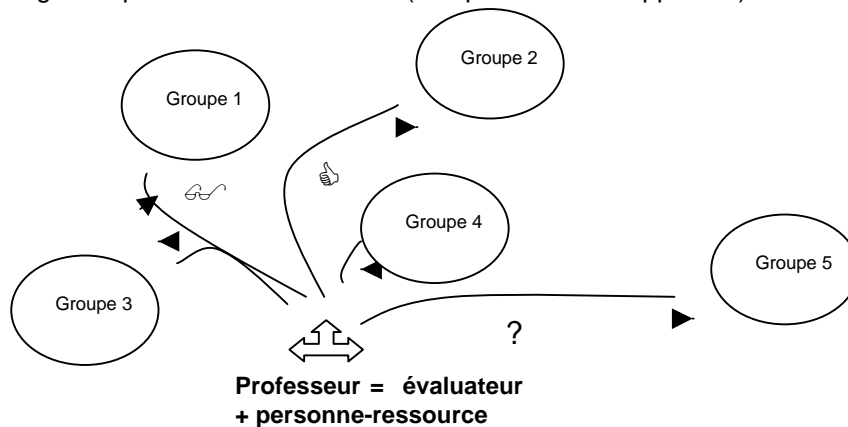 Groupe 2
Groupe 1
Groupe 4
Groupe 5
Groupe 3
?
Professeur = évaluateur
+ personne-ressource